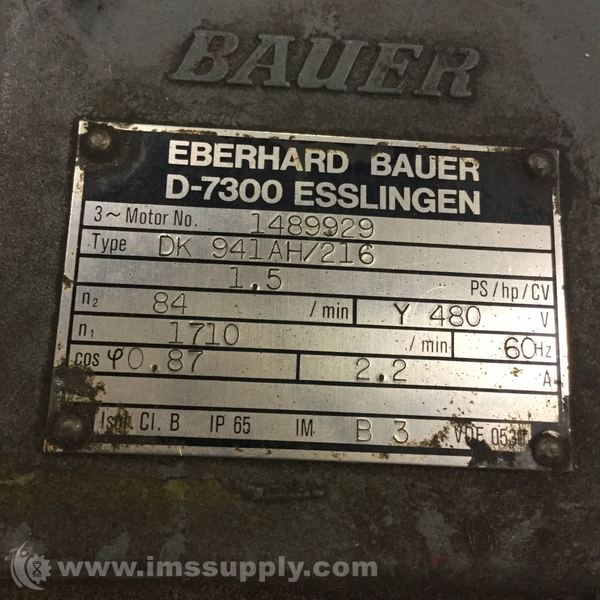 BAUER
EBERHARD BAUER
D-7300 ESSLINGEN
3~ Motor No. 1489929
Type DK 941AH/216
1.5 PS/hp/CV
n2 84 /min Y 480 V
n1 1710 /min 60 Hz
cos φ 0.87 2.2 A
Isol. Cl. B IP 65 IM B 3 VDE 0530
www.imssupply.com